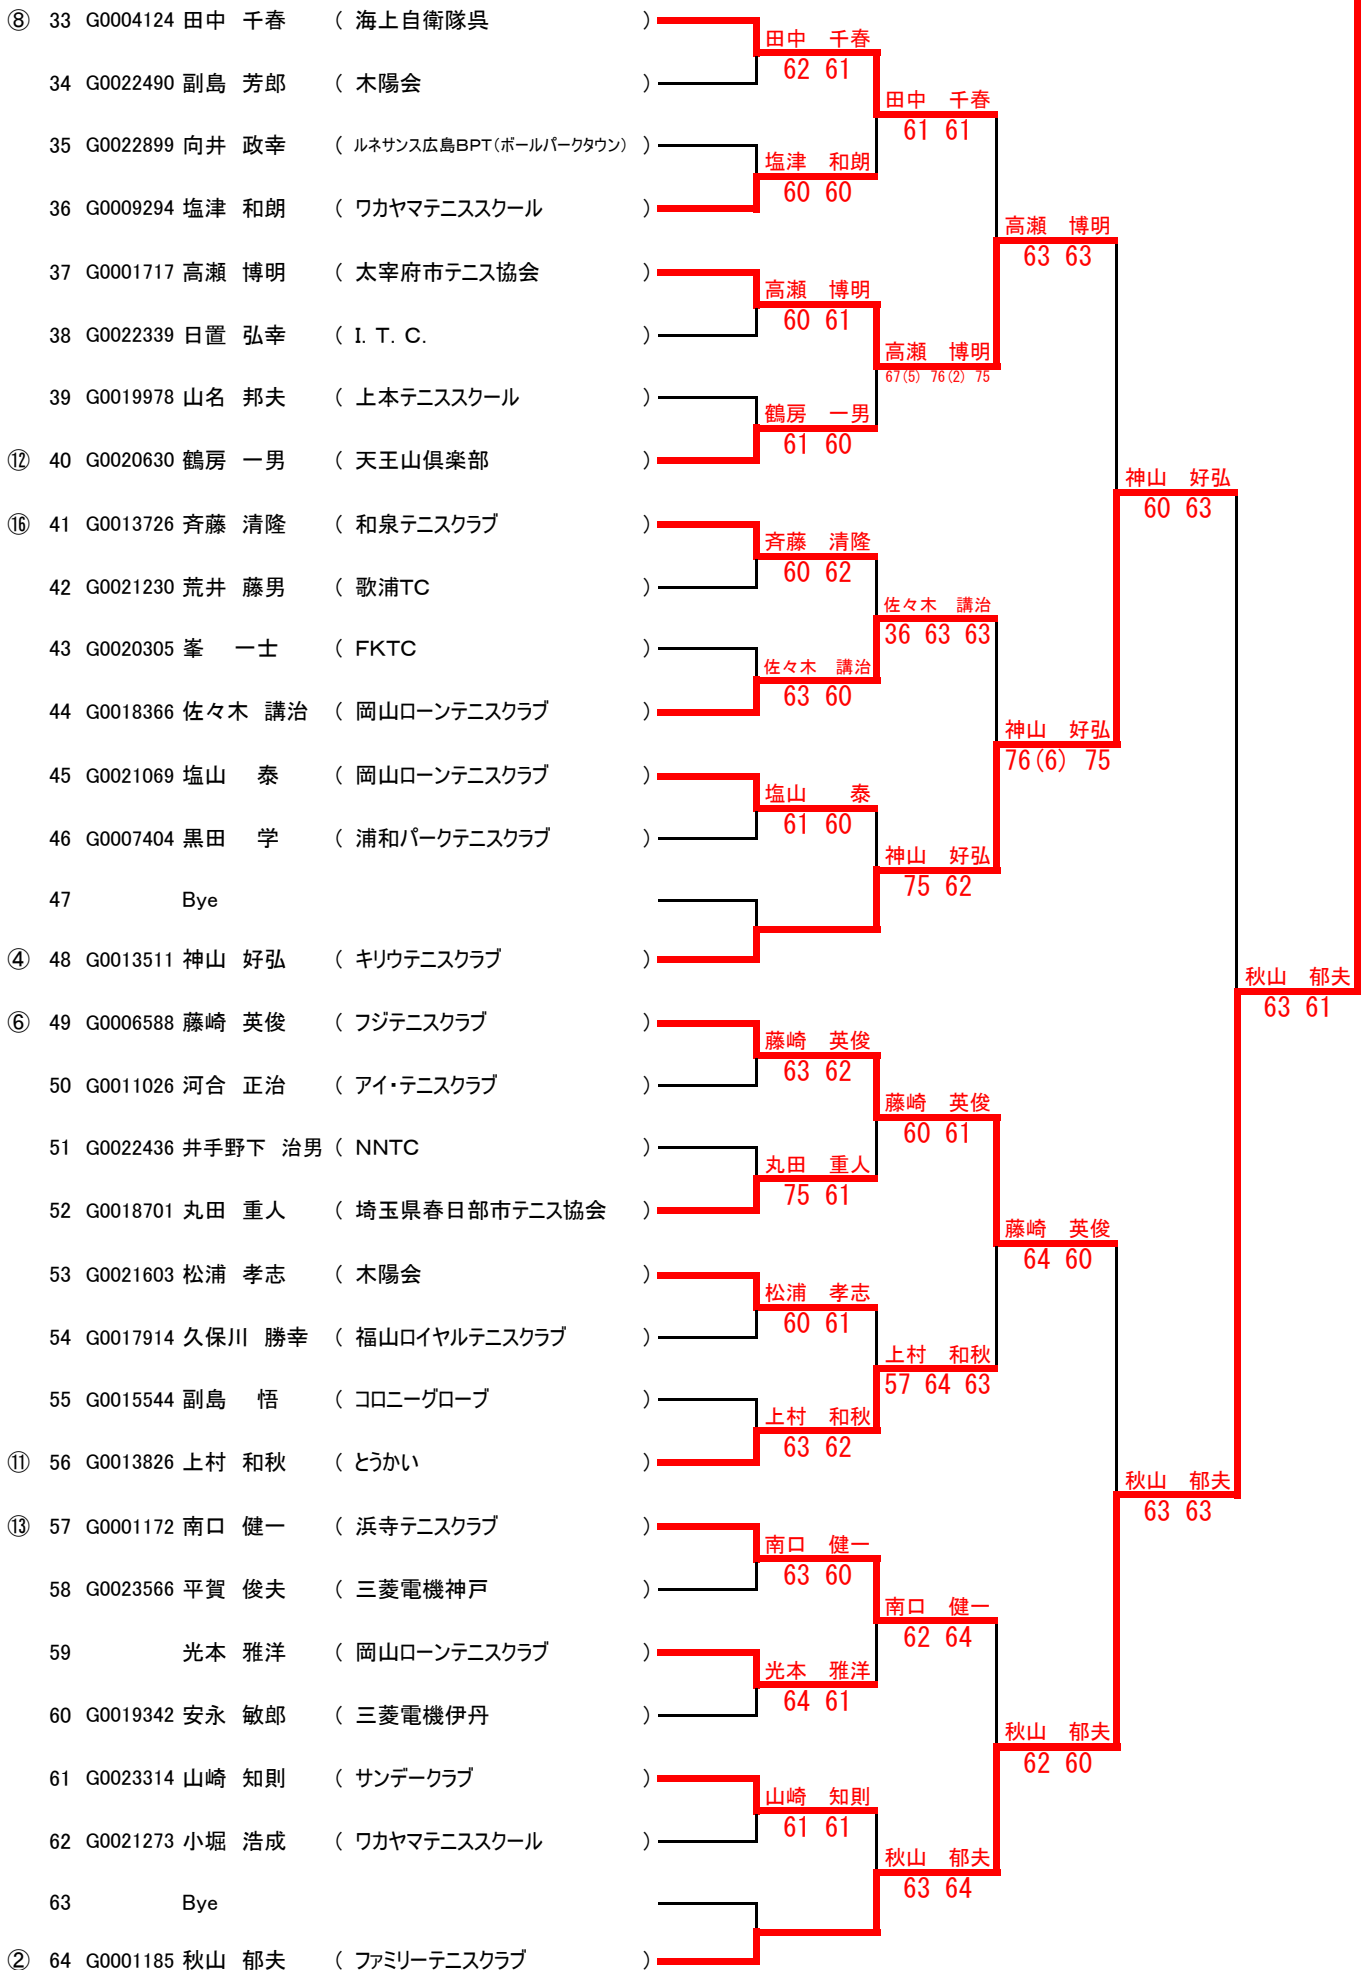 ⑧ 33 G0004124 田中 千春 ( 海上自衛隊呉 )
田中 千春
62 61
34 G0022490 副島 芳郎 ( 木陽会 )
田中 千春
61 61
35 G0022899 向井 政幸 ( ルネサンス広島BPT(ボールパークタウン) )
塩津 和朗
60 60
36 G0009294 塩津 和朗 ( ワカヤマテニススクール )
高瀬 博明
63 63
37 G0001717 高瀬 博明 ( 太宰府市テニス協会 )
高瀬 博明
60 61
38 G0022339 日置 弘幸 ( I. T. C. )
高瀬 博明
67(5) 76(2) 75
39 G0019978 山名 邦夫 ( 上本テニススクール )
鶴房 一男
61 60
⑫ 40 G0020630 鶴房 一男 ( 天王山倶楽部 )
神山 好弘
60 63
⑯ 41 G0013726 斉藤 清隆 ( 和泉テニスクラブ )
斉藤 清隆
60 62
42 G0021230 荒井 藤男 ( 歌浦TC )
佐々木 講治
36 63 63
43 G0020305 峯 一士 ( FKTC )
佐々木 講治
63 60
44 G0018366 佐々木 講治 ( 岡山ローンテニスクラブ )
神山 好弘
76(6) 75
45 G0021069 塩山 泰 ( 岡山ローンテニスクラブ )
塩山 泰
61 60
46 G0007404 黒田 学 ( 浦和パークテニスクラブ )
神山 好弘
75 62
47 Bye
④ 48 G0013511 神山 好弘 ( キリウテニスクラブ )
秋山 郁夫
63 61
⑥ 49 G0006588 藤崎 英俊 ( フジテニスクラブ )
藤崎 英俊
63 62
50 G0011026 河合 正治 ( アイ・テニスクラブ )
藤崎 英俊
60 61
51 G0022436 井手野下 治男 ( NNTC )
丸田 重人
75 61
52 G0018701 丸田 重人 ( 埼玉県春日部市テニス協会 )
藤崎 英俊
64 60
53 G0021603 松浦 孝志 ( 木陽会 )
松浦 孝志
60 61
54 G0017914 久保川 勝幸 ( 福山ロイヤルテニスクラブ )
上村 和秋
57 64 63
55 G0015544 副島 悟 ( コロニーグローブ )
上村 和秋
63 62
⑪ 56 G0013826 上村 和秋 ( とうかい )
秋山 郁夫
63 63
⑬ 57 G0001172 南口 健一 ( 浜寺テニスクラブ )
南口 健一
63 60
58 G0023566 平賀 俊夫 ( 三菱電機神戸 )
南口 健一
62 64
59 光本 雅洋 ( 岡山ローンテニスクラブ )
光本 雅洋
64 61
60 G0019342 安永 敏郎 ( 三菱電機伊丹 )
秋山 郁夫
62 60
61 G0023314 山崎 知則 ( サンデークラブ )
山崎 知則
61 61
62 G0021273 小堀 浩成 ( ワカヤマテニススクール )
秋山 郁夫
63 64
63 Bye
② 64 G0001185 秋山 郁夫 ( ファミリーテニスクラブ )